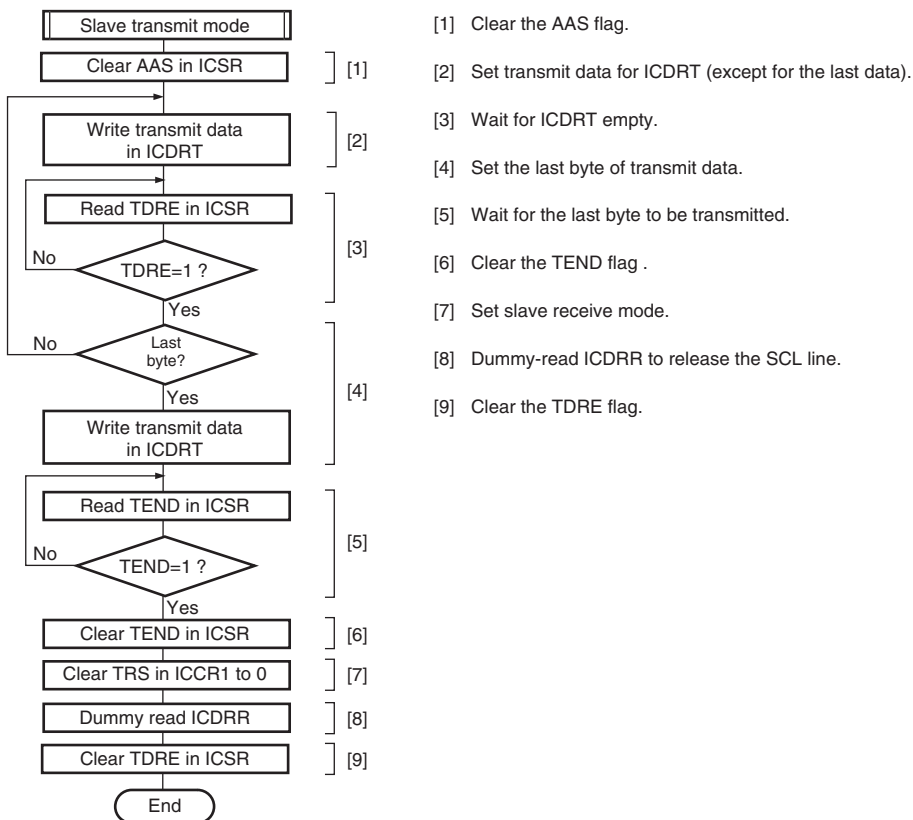 Slave transmit mode
Clear AAS in ICSR
[1]
Write transmit data
in ICDRT
[2]
Read TDRE in ICSR
[3]
No
TDRE=1 ?
Yes
No
Last
byte?
[4]
Yes
Write transmit data
in ICDRT
Read TEND in ICSR
[5]
No
TEND=1 ?
Yes
Clear TEND in ICSR
[6]
Clear TRS in ICCR1 to 0
[7]
Dummy read ICDRR
[8]
Clear TDRE in ICSR
[9]
End
[1] Clear the AAS flag.
[2] Set transmit data for ICDRT (except for the last data).
[3] Wait for ICDRT empty.
[4] Set the last byte of transmit data.
[5] Wait for the last byte to be transmitted.
[6] Clear the TEND flag .
[7] Set slave receive mode.
[8] Dummy-read ICDRR to release the SCL line.
[9] Clear the TDRE flag.